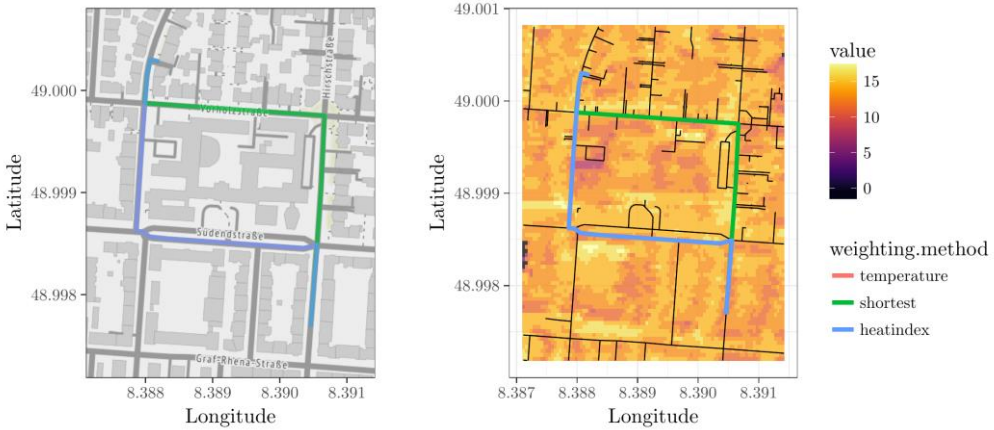 49.001
49.000
48.999
48.998
Latitude
8.388
8.389
8.390
8.391
Longitude
Hirschstraße
Vorholzstraße
Südendstraße
Graf-Rhena-Straße
49.000
48.999
48.998
Latitude
8.387
8.388
8.389
8.390
8.391
Longitude
value
15
10
5
0
weighting.method
temperature
shortest
heatindex